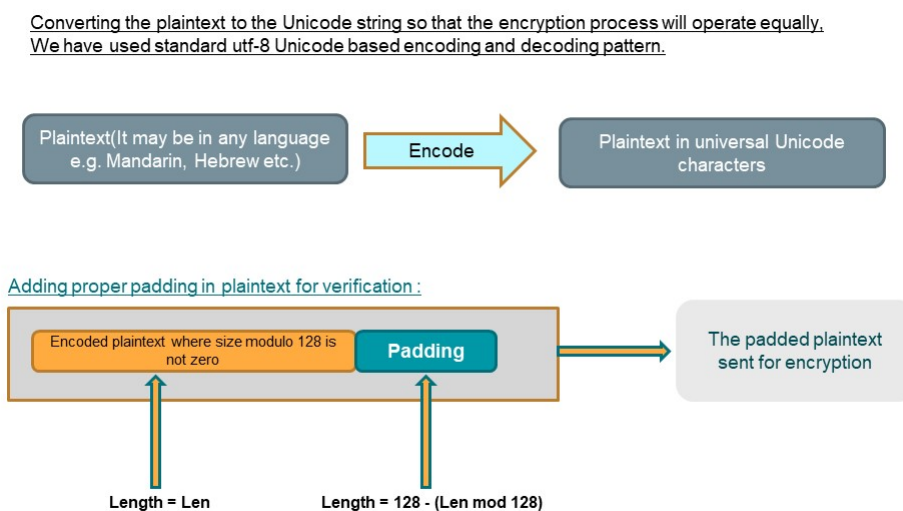 Converting the plaintext to the Unicode string so that the encryption process will operate equally,
We have used standard utf-8 Unicode based encoding and decoding pattern.
Plaintext(It may be in any language
e.g. Mandarin, Hebrew etc.)
Encode
Plaintext in universal Unicode
characters
Adding proper padding in plaintext for verification :
Encoded plaintext where size modulo 128 is
not zero
Padding
The padded plaintext
sent for encryption
Length = Len
Length = 128 - (Len mod 128)